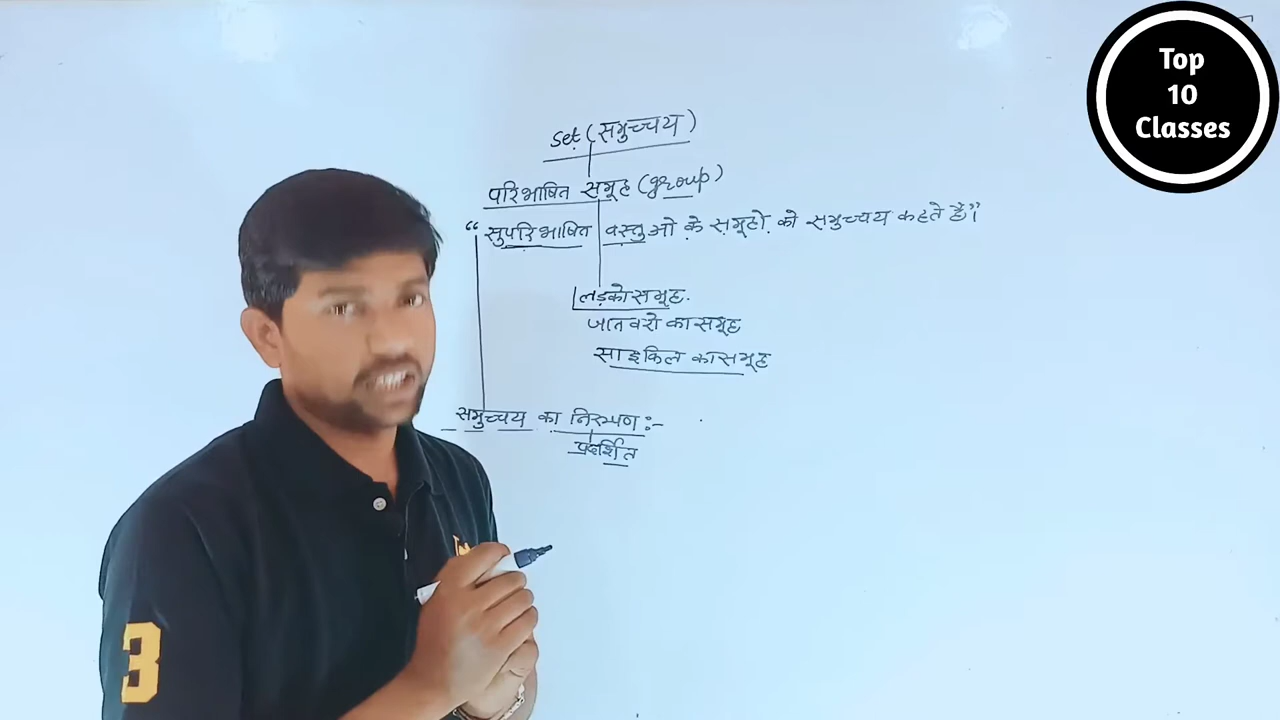 Top
10
Classes
set (समुच्चय)
परिभाषित समूह (group)
“सुपरिभाषित वस्तुओ के समूहो को समुच्चय कहते है।”
लड़को समूह.
जानवरो का समूह
साइकिल का समूह
समुच्चय का निरूपण :-
प्रदर्शित
3